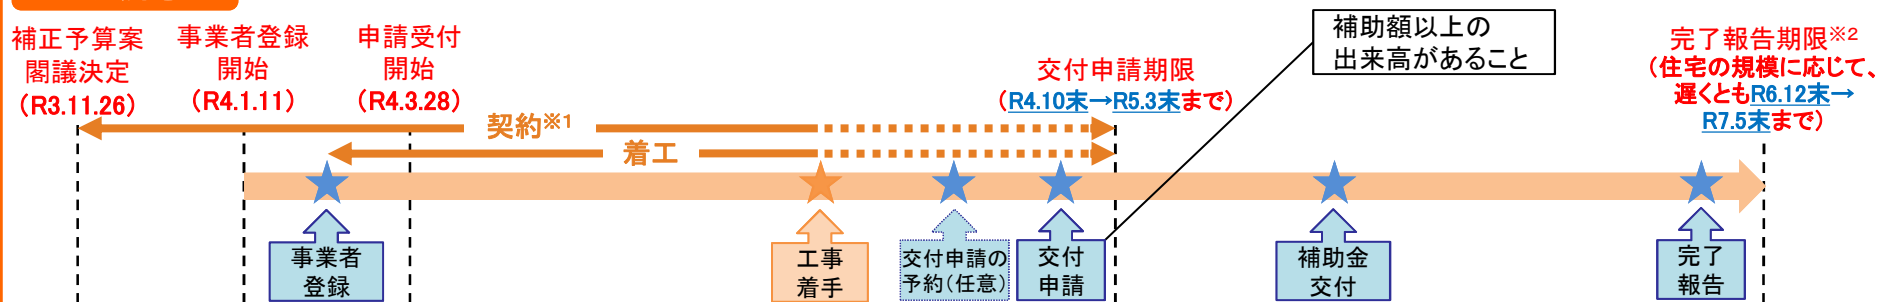 補正予算案
閣議決定
（R3.11.26）
事業者登録
開始
（R4.1.11）
申請受付
開始
（R4.3.28）
交付申請期限
（R4.10末→R5.3末まで）
補助額以上の
出来高があること
完了報告期限※2
（住宅の規模に応じて、
遅くともR6.12末→
R7.5末まで）
契約※1
着工
事業者
登録
工事
着手
交付申請の
予約（任意）
交付
申請
補助金
交付
完了
報告